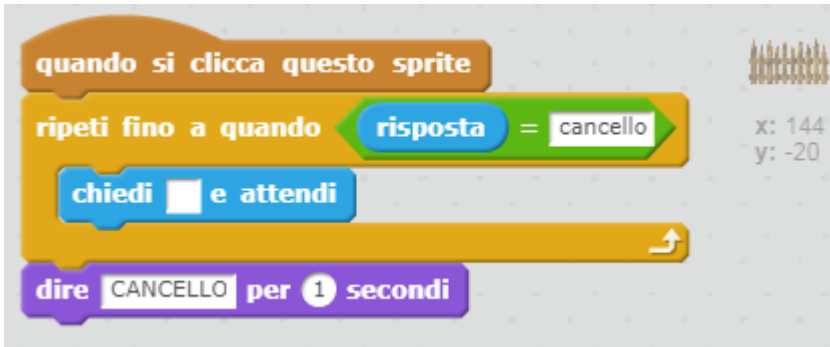 quando si clicca questo sprite
ripeti fino a quando risposta = cancello
chiedi e attendi
dire CANCELLO per 1 secondi
x: 144
y: -20